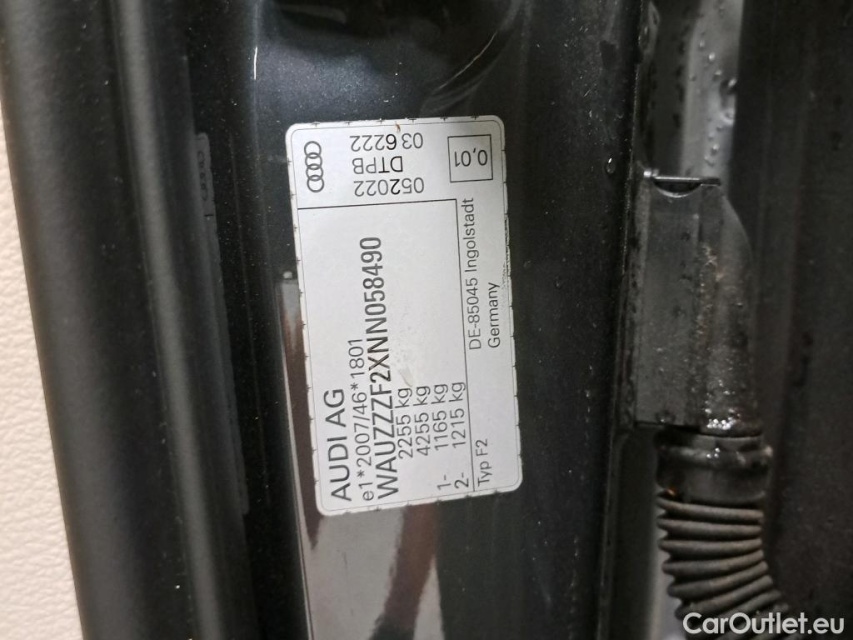 AUDI AG
e1*2007/46*1801
WAUZZZF2XNN058490
2255 kg
4255 kg
1- 1165 kg
2- 1215 kg
Typ F2
DE-85045 Ingolstadt
Germany
052022
DTPB
03 6222
0,01
CarOutlet.eu